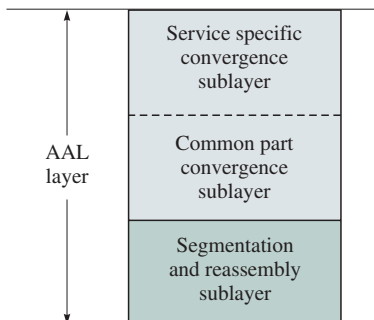 Service specific
convergence
sublayer
AAL
layer
Common part
convergence
sublayer
Segmentation
and reassembly
sublayer